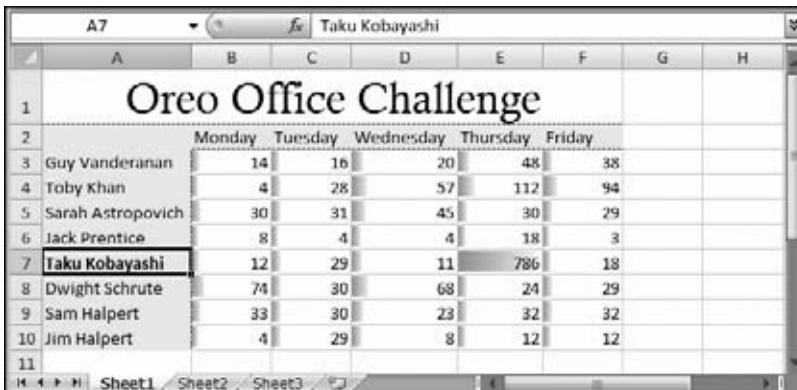 A7 fx Taku Kobayashi
A B C D E F G H
1 Oreo Office Challenge
2 Monday Tuesday Wednesday Thursday Friday
3 Guy Vanderanan 14 16 20 48 38
4 Toby Khan 4 28 57 112 94
5 Sarah Astropovich 30 31 45 30 29
6 Jack Prentice 8 4 4 18 3
7 Taku Kobayashi 12 29 11 786 18
8 Dwight Schrute 74 30 68 24 29
9 Sam Halpert 33 30 23 32 32
10 Jim Halpert 4 29 8 12 12
11
Sheet1 Sheet2 Sheet3